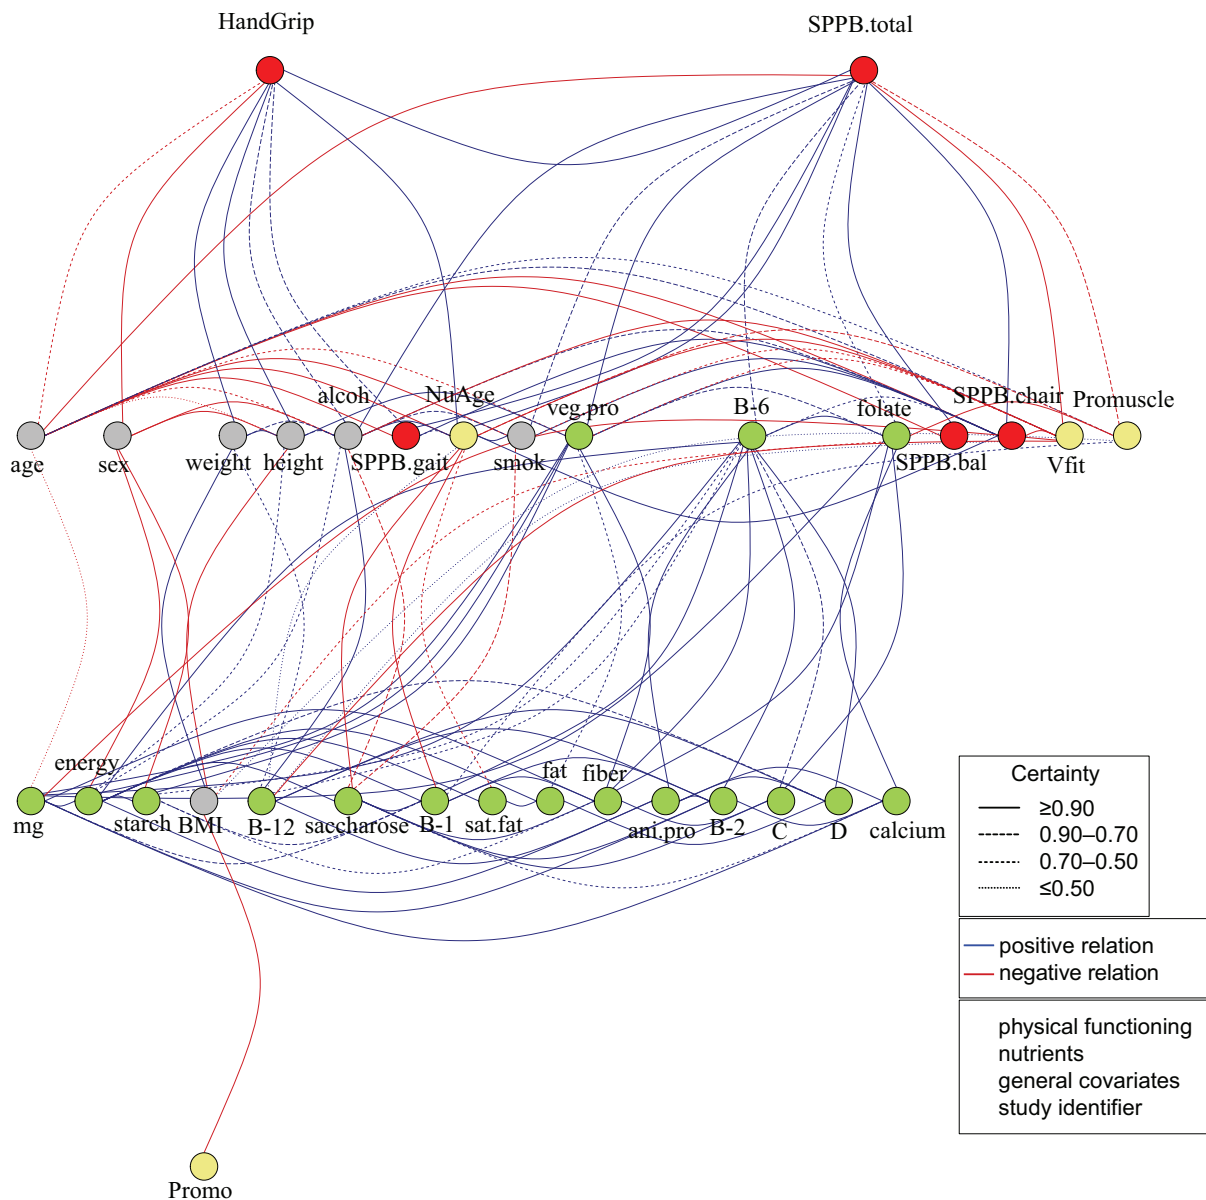 HandGrip
SPPB.total
alcoh
NuAge
veg.pro
B-6
folate
SPPB.chair
Promuscle
age
sex
weight
height
SPPB.gait
smok
SPPB.bal
Vfit
energy
fat
fiber
mg
starch
BMI
B-12
saccharose
B-1
sat.fat
ani.pro
B-2
C
D
calcium
Promo
Certainty
≥0.90
0.90–0.70
0.70–0.50
≤0.50
positive relation
negative relation
physical functioning
nutrients
general covariates
study identifier